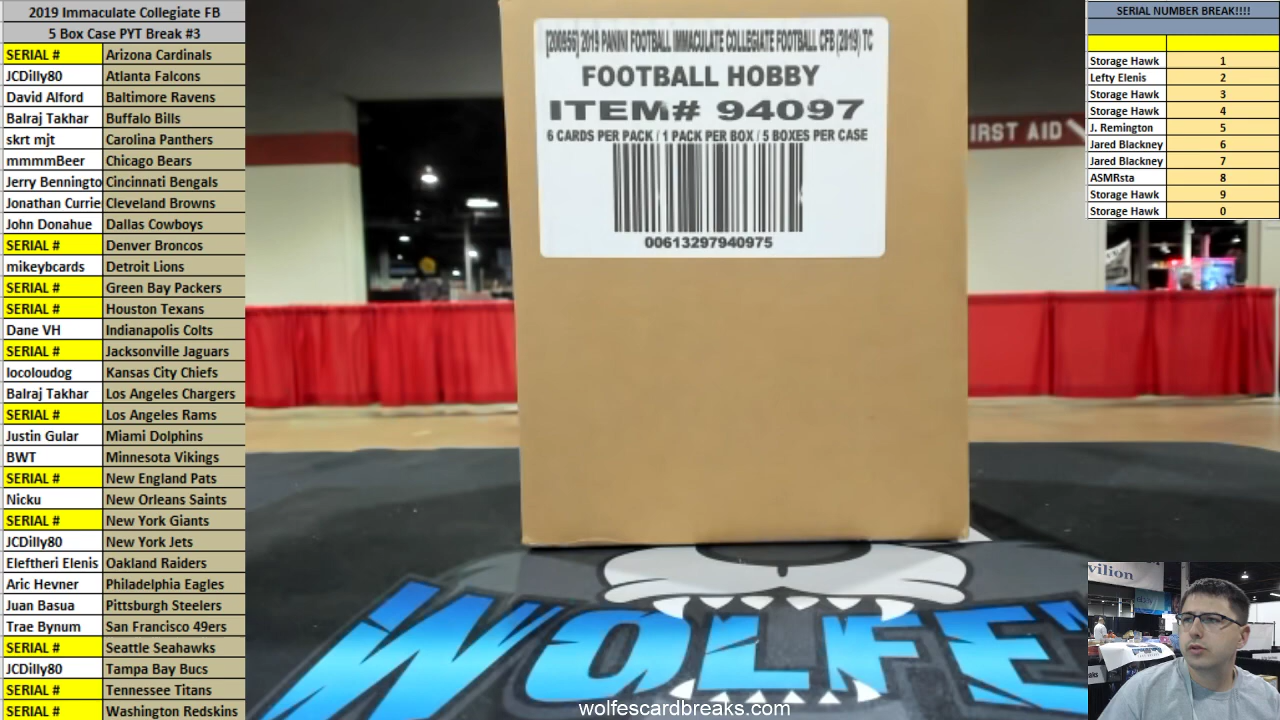 2019 Immaculate Collegiate FB
5 Box Case PYT Break #3
SERIAL # Arizona Cardinals
JCDilly80 Atlanta Falcons
David Alford Baltimore Ravens
Balraj Takhar Buffalo Bills
skrt mjt Carolina Panthers
mmmmBeer Chicago Bears
Jerry Benningto Cincinnati Bengals
Jonathan Currie Cleveland Browns
John Donahue Dallas Cowboys
SERIAL # Denver Broncos
mikeybcards Detroit Lions
SERIAL # Green Bay Packers
SERIAL # Houston Texans
Dane VH Indianapolis Colts
SERIAL # Jacksonville Jaguars
locoloudog Kansas City Chiefs
Balraj Takhar Los Angeles Chargers
SERIAL # Los Angeles Rams
Justin Gular Miami Dolphins
BWT Minnesota Vikings
SERIAL # New England Pats
Nicku New Orleans Saints
SERIAL # New York Giants
JCDilly80 New York Jets
Eleftheri Elenis Oakland Raiders
Aric Hevner Philadelphia Eagles
Juan Basua Pittsburgh Steelers
Trae Bynum San Francisco 49ers
SERIAL # Seattle Seahawks
JCDilly80 Tampa Bay Bucs
SERIAL # Tennessee Titans
SERIAL # Washington Redskins
[200956] 2019 PANINI FOOTBALL IMMACULATE COLLEGIATE FOOTBALL CFB (2019) TC
FOOTBALL HOBBY
ITEM# 94097
6 CARDS PER PACK / 1 PACK PER BOX / 5 BOXES PER CASE
00613297940975
IRST AID
WOLFE
wolfescardbreaks.com
SERIAL NUMBER BREAK!!!!
Storage Hawk 1
Lefty Elenis 2
Storage Hawk 3
Storage Hawk 4
J. Remington 5
Jared Blackney 6
Jared Blackney 7
ASMRsta 8
Storage Hawk 9
Storage Hawk 0
vilion